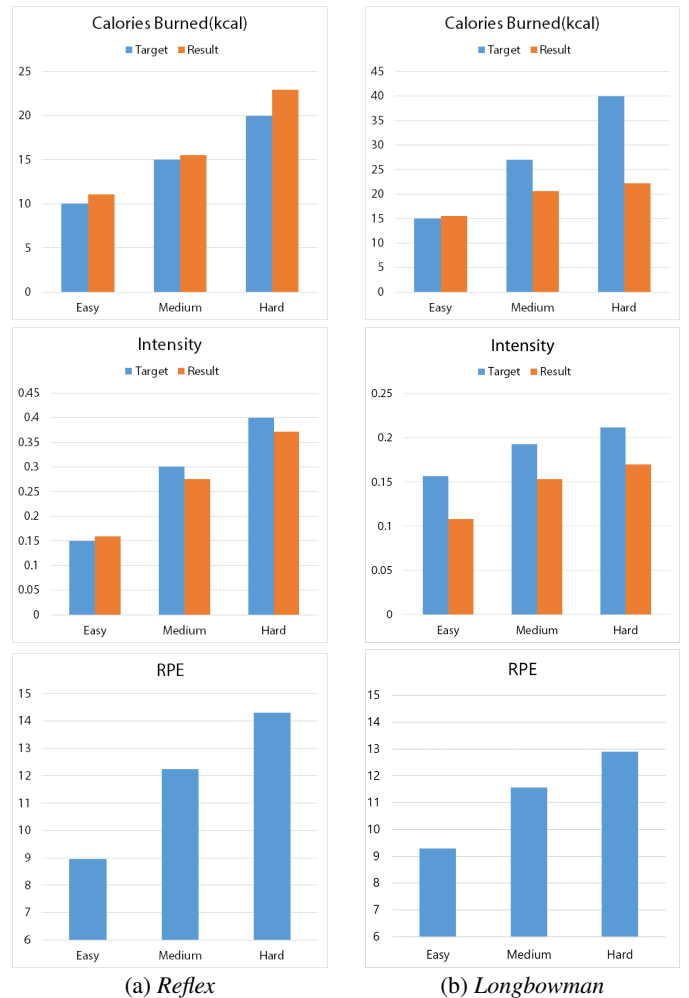 Calories Burned(kcal)
Target Result
25
20
15
10
5
0
Easy Medium Hard
Calories Burned(kcal)
Target Result
45
40
35
30
25
20
15
10
5
0
Easy Medium Hard
Intensity
Target Result
0.45
0.4
0.35
0.3
0.25
0.2
0.15
0.1
0.05
0
Easy Medium Hard
Intensity
Target Result
0.25
0.2
0.15
0.1
0.05
0
Easy Medium Hard
RPE
15
14
13
12
11
10
9
8
7
6
Easy Medium Hard
(a) Reflex
RPE
15
14
13
12
11
10
9
8
7
6
Easy Medium Hard
(b) Longbowman